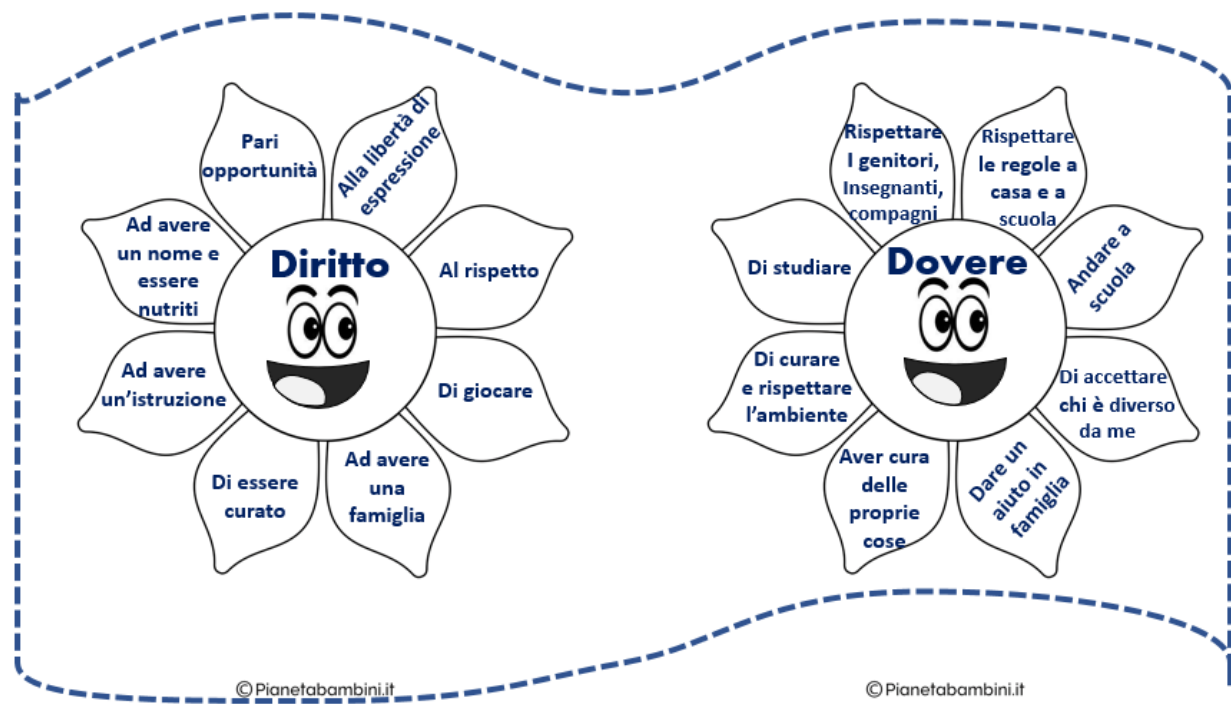 Diritto
Pari
opportunità
Alla libertà di
espressione
Al rispetto
Di giocare
Ad avere
una
famiglia
Di essere
curato
Ad avere
un'istruzione
Ad avere
un nome e
essere
nutriti
Dovere
Rispettare
I genitori,
Insegnanti,
compagni
Rispettare
le regole a
casa e a
scuola
Andare a
scuola
Di accettare
chi è diverso
da me
Dare un
aiuto in
famiglia
Aver cura
delle
proprie
cose
Di curare
e rispettare
l'ambiente
Di studiare
©Pianetabambini.it
©Pianetabambini.it